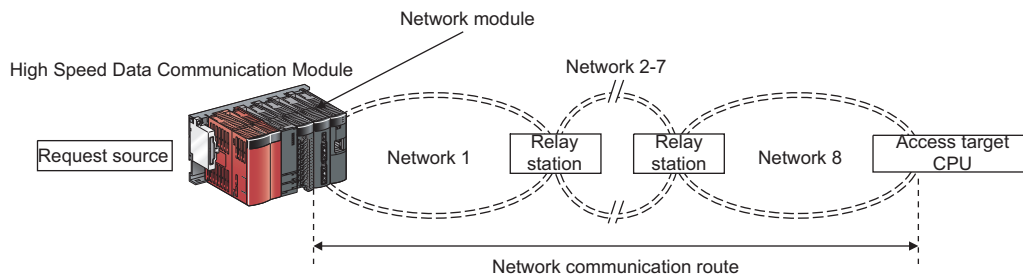 Network module
High Speed Data Communication Module
Network 2-7
Request source
Network 1
Relay
station
Relay
station
Network 8
Access target
CPU
Network communication route